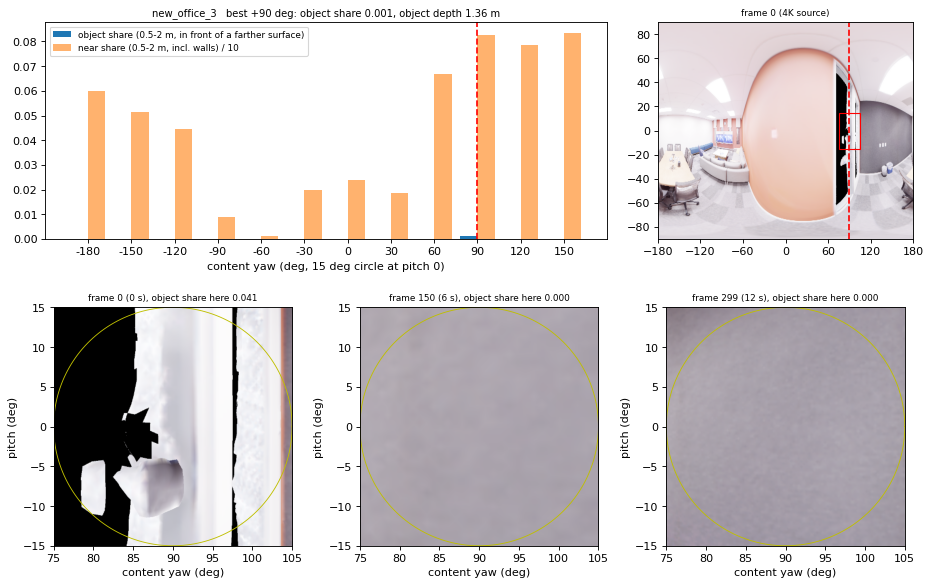 new_office_3   best +90 deg: object share 0.001, object depth 1.36 m
object share (0.5-2 m, in front of a farther surface)
near share (0.5-2 m, incl. walls) / 10
0.08
0.07
0.06
0.05
0.04
0.03
0.02
0.01
0.00
-180 -150 -120 -90 -60 -30 0 30 60 90 120 150
content yaw (deg, 15 deg circle at pitch 0)
frame 0 (4K source)
80
60
40
20
0
−20
−40
−60
−80
−180 −120 −60 0 60 120 180
frame 0 (0 s), object share here 0.041
15
10
5
0
−5
−10
−15
75 80 85 90 95 100 105
pitch (deg)
content yaw (deg)
frame 150 (6 s), object share here 0.000
15
10
5
0
−5
−10
−15
75 80 85 90 95 100 105
pitch (deg)
content yaw (deg)
frame 299 (12 s), object share here 0.000
15
10
5
0
−5
−10
−15
75 80 85 90 95 100 105
pitch (deg)
content yaw (deg)